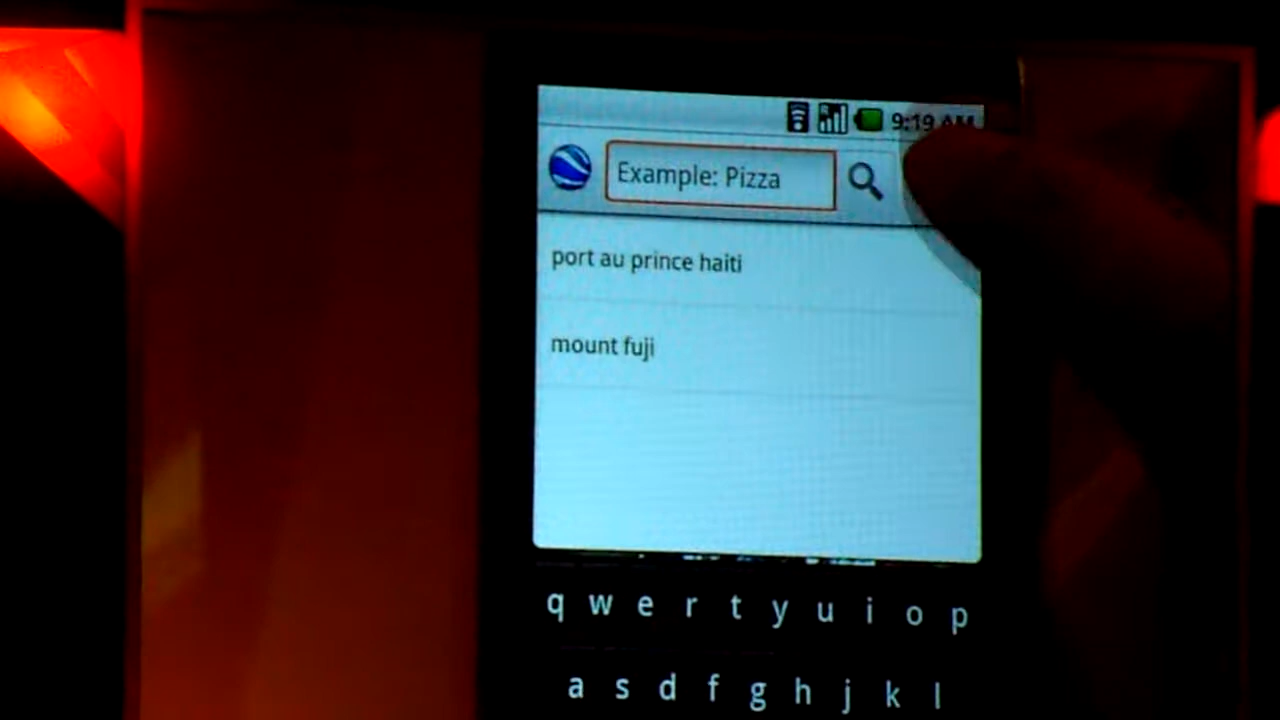 9:19 AM
Example: Pizza
port au prince haiti
mount fuji
q w e r t y u i o p
a s d f g h j k l